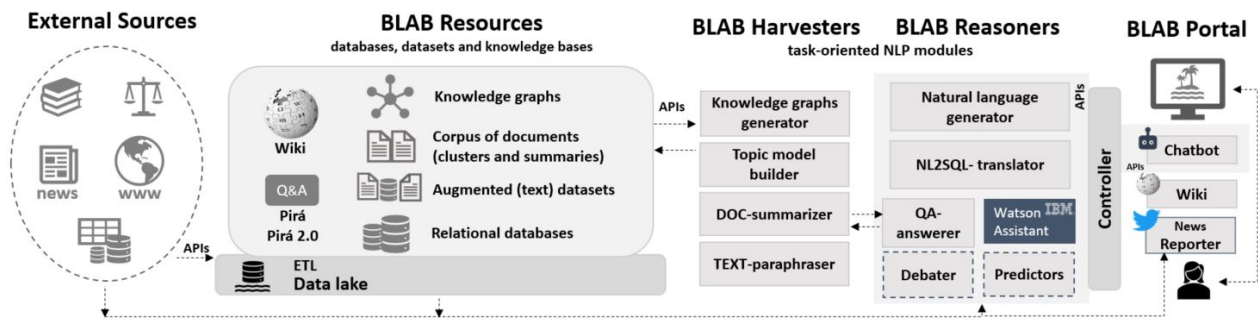 External Sources
news
www
APIs
BLAB Resources
databases, datasets and knowledge bases
Wiki
Q&A
Pirá
Pirá 2.0
Knowledge graphs
Corpus of documents
(clusters and summaries)
Augmented (text) datasets
Relational databases
ETL
Data lake
APIs
BLAB Harvesters
BLAB Reasoners
task-oriented NLP modules
Knowledge graphs
generator
Topic model
builder
DOC-summarizer
TEXT-paraphraser
APIs
Natural language
generator
NL2SQL- translator
QA-
answerer
Watson
Assistant
IBM
Debater
Predictors
Controller
BLAB Portal
Chatbot
APIs
Wiki
News
Reporter